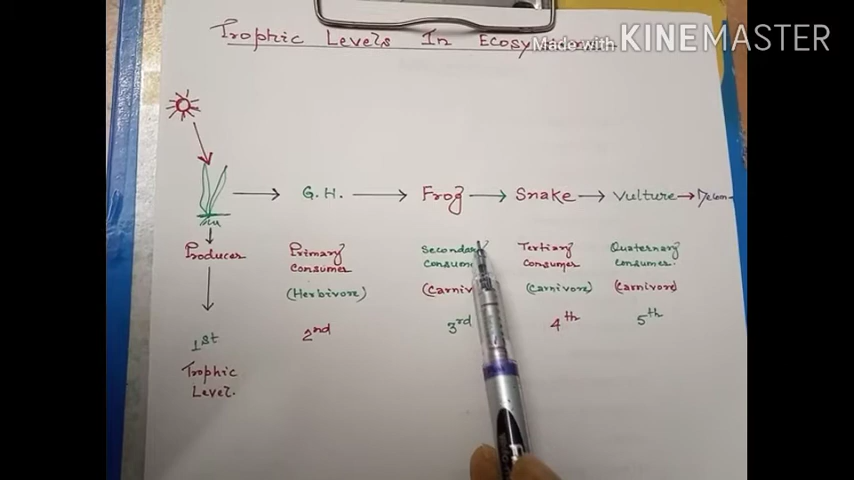 Trophic Levels In
Made with KINEMASTER
G.H. Frog Snake Vulture
Producer
Primary Consumer
(Herbivore)
2nd
Secondary
3rd
Tertiary Consumer
(Carnivore)
4th
Quaternary Consumer.
(Carnivore)
5th
1st
Trophic
Level.